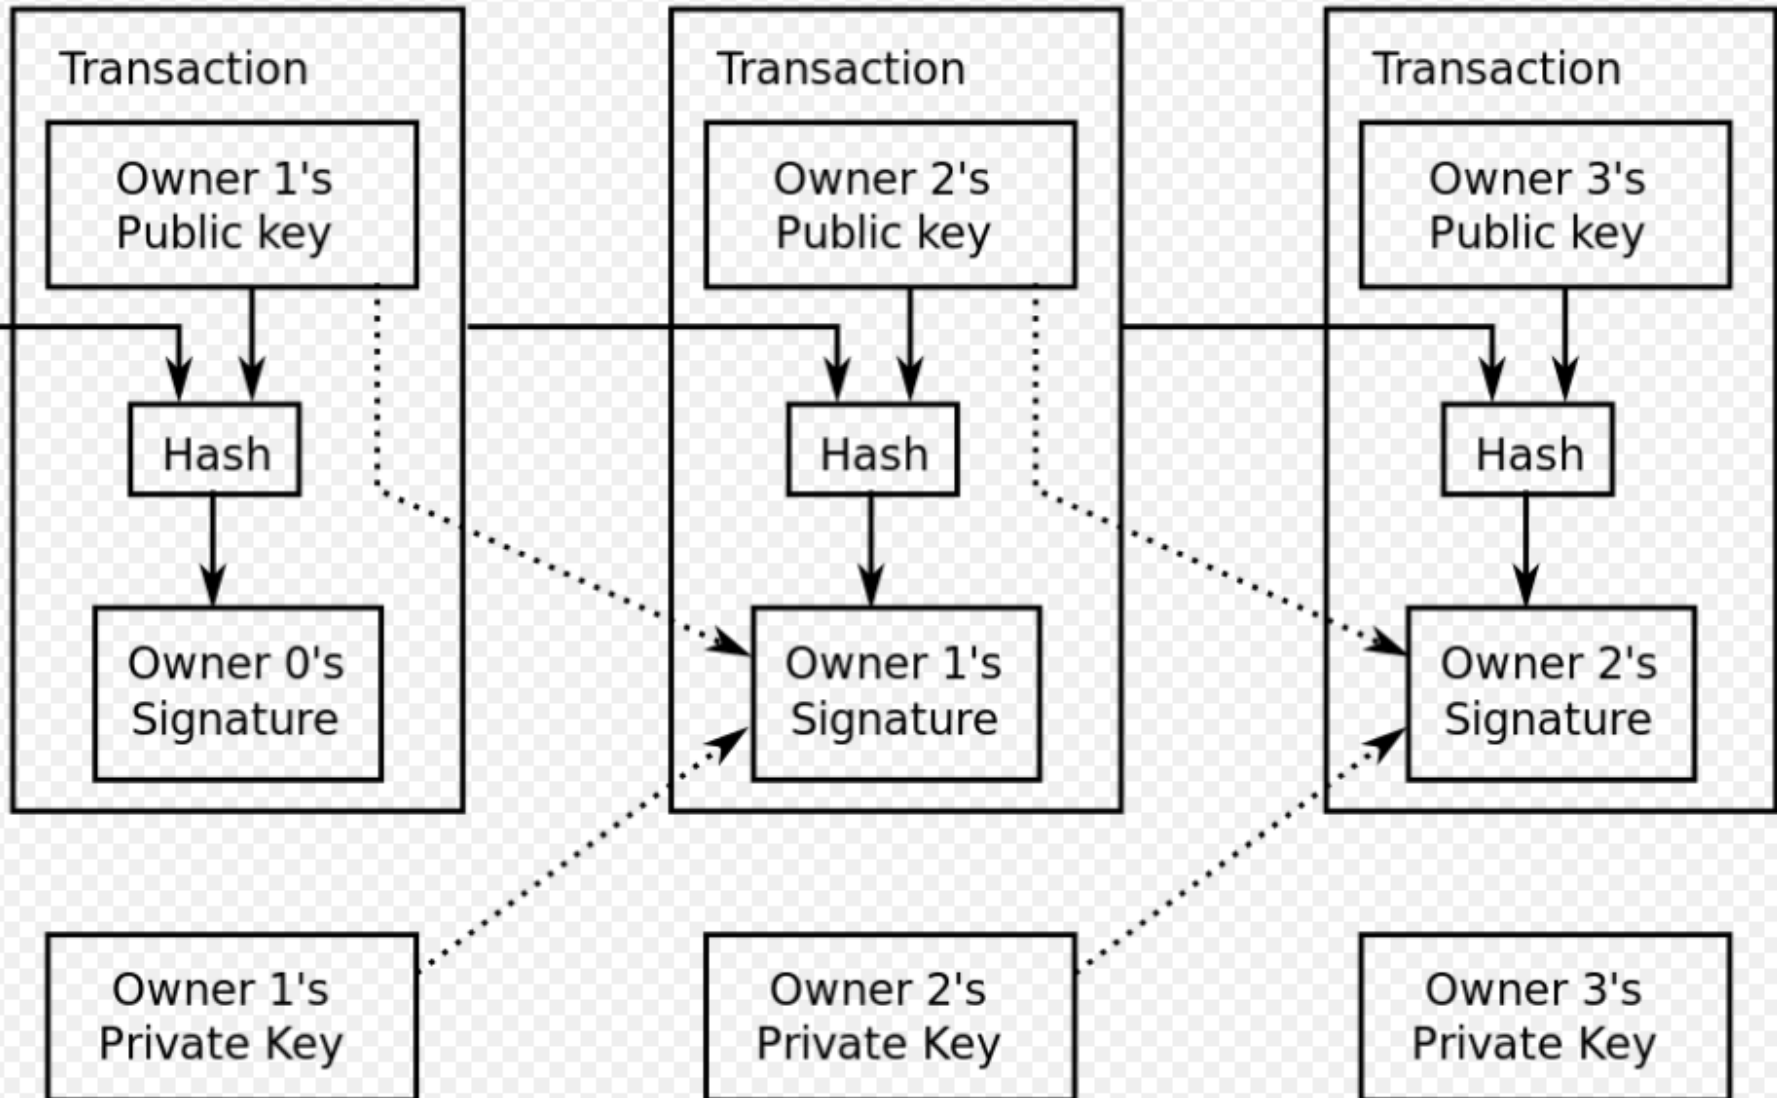 Transaction
Owner 1's
Public key
Hash
Owner 0's
Signature
Transaction
Owner 2's
Public key
Hash
Owner 1's
Signature
Transaction
Owner 3's
Public key
Hash
Owner 2's
Signature
Owner 1's
Private Key
Owner 2's
Private Key
Owner 3's
Private Key